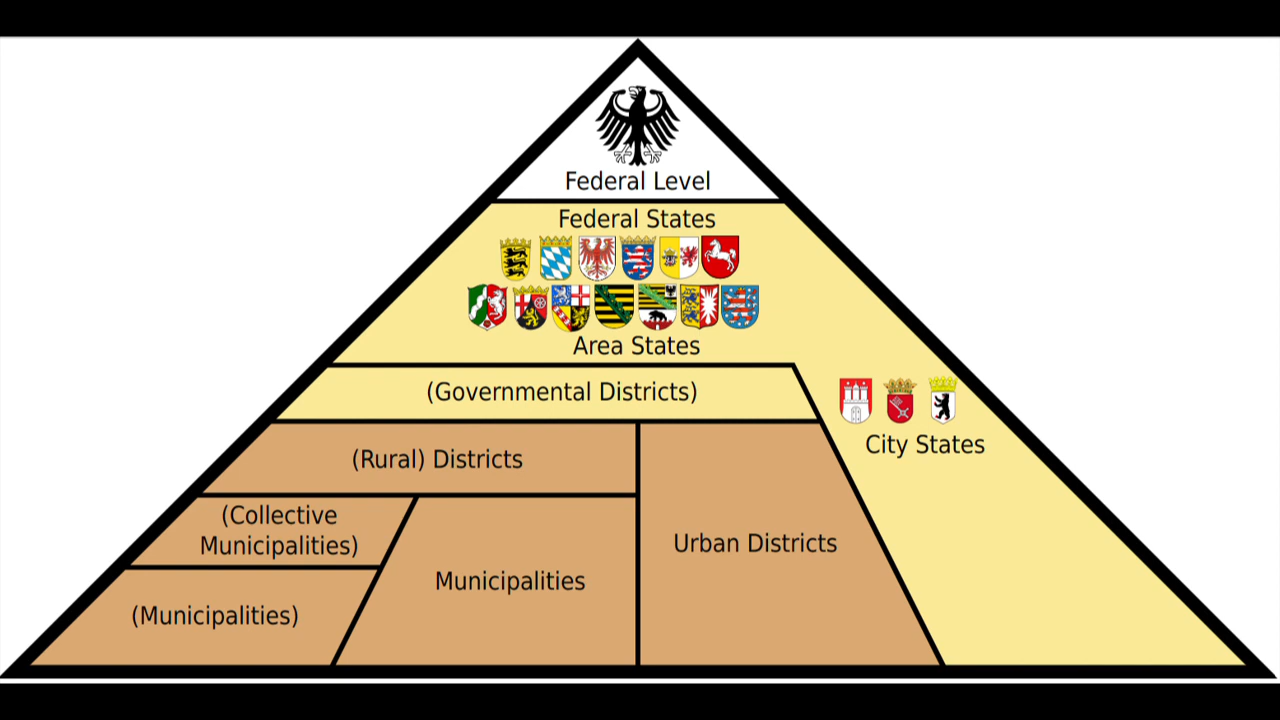 Federal Level
Federal States
Area States
(Governmental Districts)
City States
(Rural) Districts
(Collective
Municipalities)
Urban Districts
Municipalities
(Municipalities)